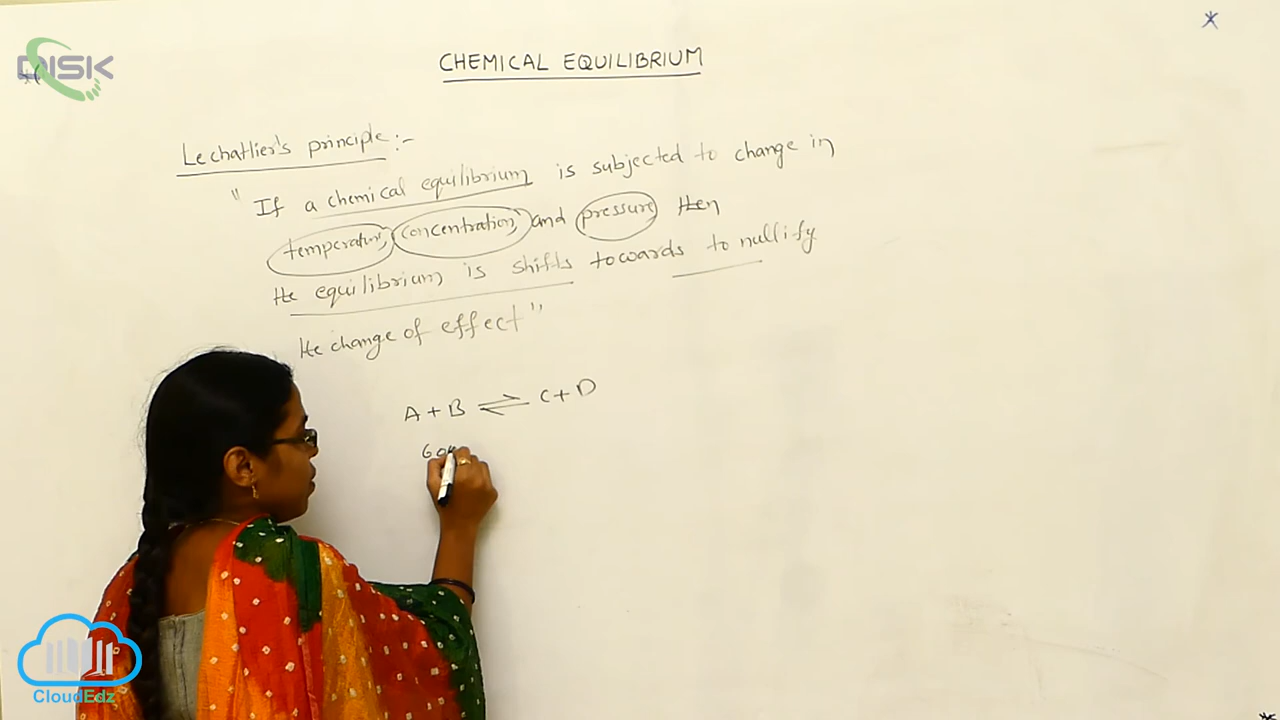 DISK
CHEMICAL EQUILIBRIUM
Lechatlier's principle:-
"If a chemical equilibrium is subjected to change in
temperature, concentration, and pressure then
the equilibrium is shifts towards to nullify
the change of effect"
A + B ⇌ C + D
CloudEdz